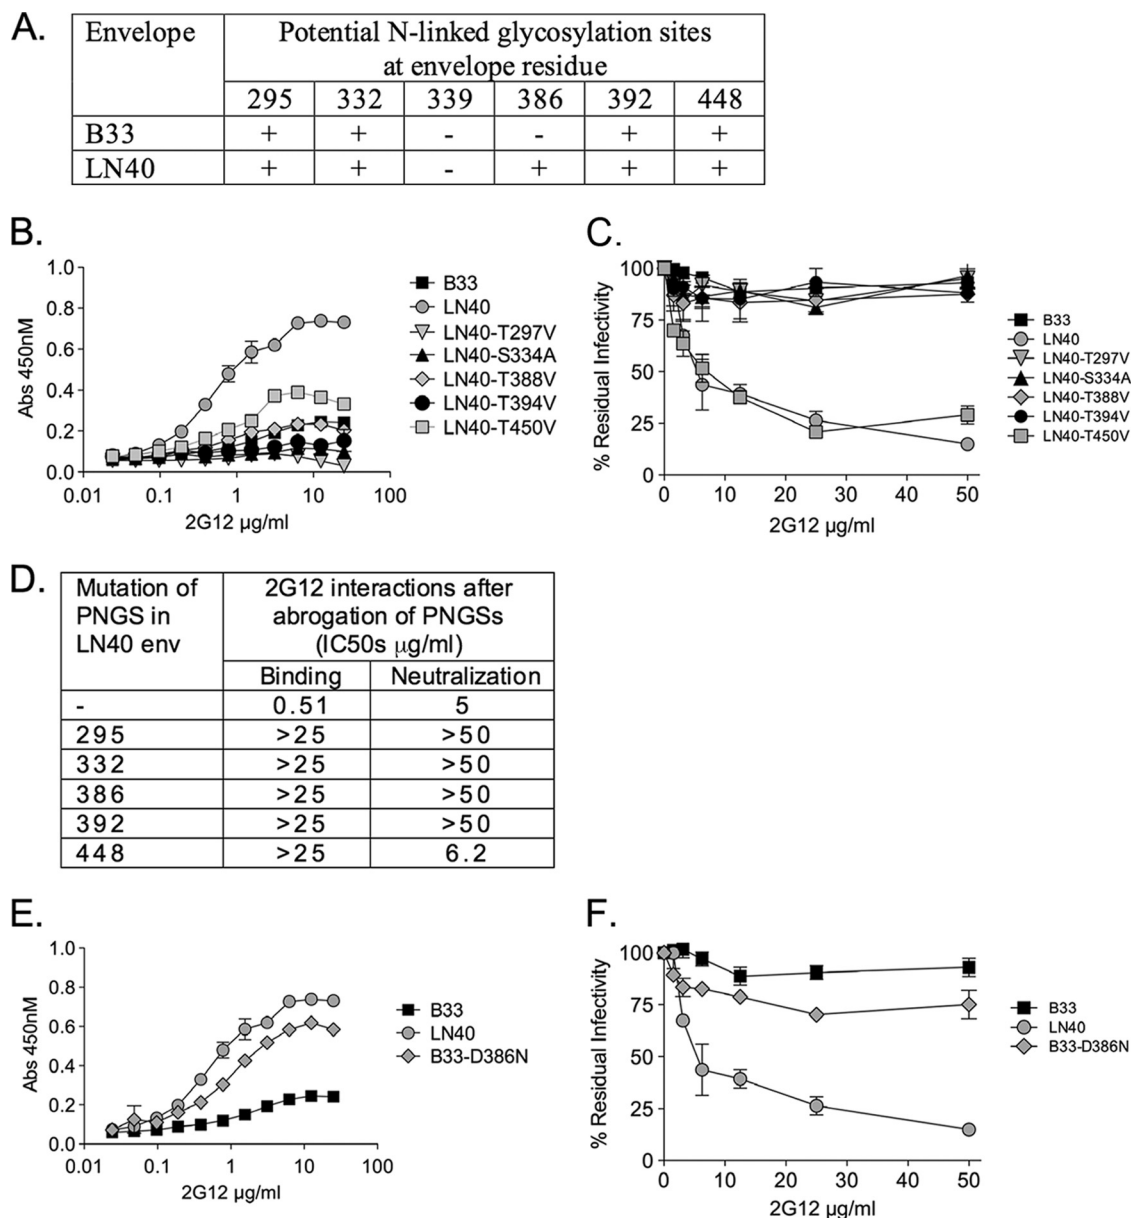 A.
Envelope Potential N-linked glycosylation sites
at envelope residue
295 332 339 386 392 448
B33 + + - - + +
LN40 + + - + + +
B.
1.0
0.8
0.6
0.4
0.2
0.0
Abs 450nM
0.01 0.1 1 10 100
2G12 µg/ml
B33
LN40
LN40-T297V
LN40-S334A
LN40-T388V
LN40-T394V
LN40-T450V
C.
100
75
50
25
0
% Residual Infectivity
0 10 20 30 40 50
2G12 µg/ml
B33
LN40
LN40-T297V
LN40-S334A
LN40-T388V
LN40-T394V
LN40-T450V
D.
Mutation of
PNGS in
LN40 env
2G12 interactions after
abrogation of PNGSs
(IC50s µg/ml)
Binding Neutralization
- 0.51 5
295 >25 >50
332 >25 >50
386 >25 >50
392 >25 >50
448 >25 6.2
E.
1.0
0.8
0.6
0.4
0.2
0.0
Abs 450nM
0.01 0.1 1 10 100
2G12 µg/ml
B33
LN40
B33-D386N
F.
100
75
50
25
0
% Residual Infectivity
0 10 20 30 40 50
2G12 µg/ml
B33
LN40
B33-D386N